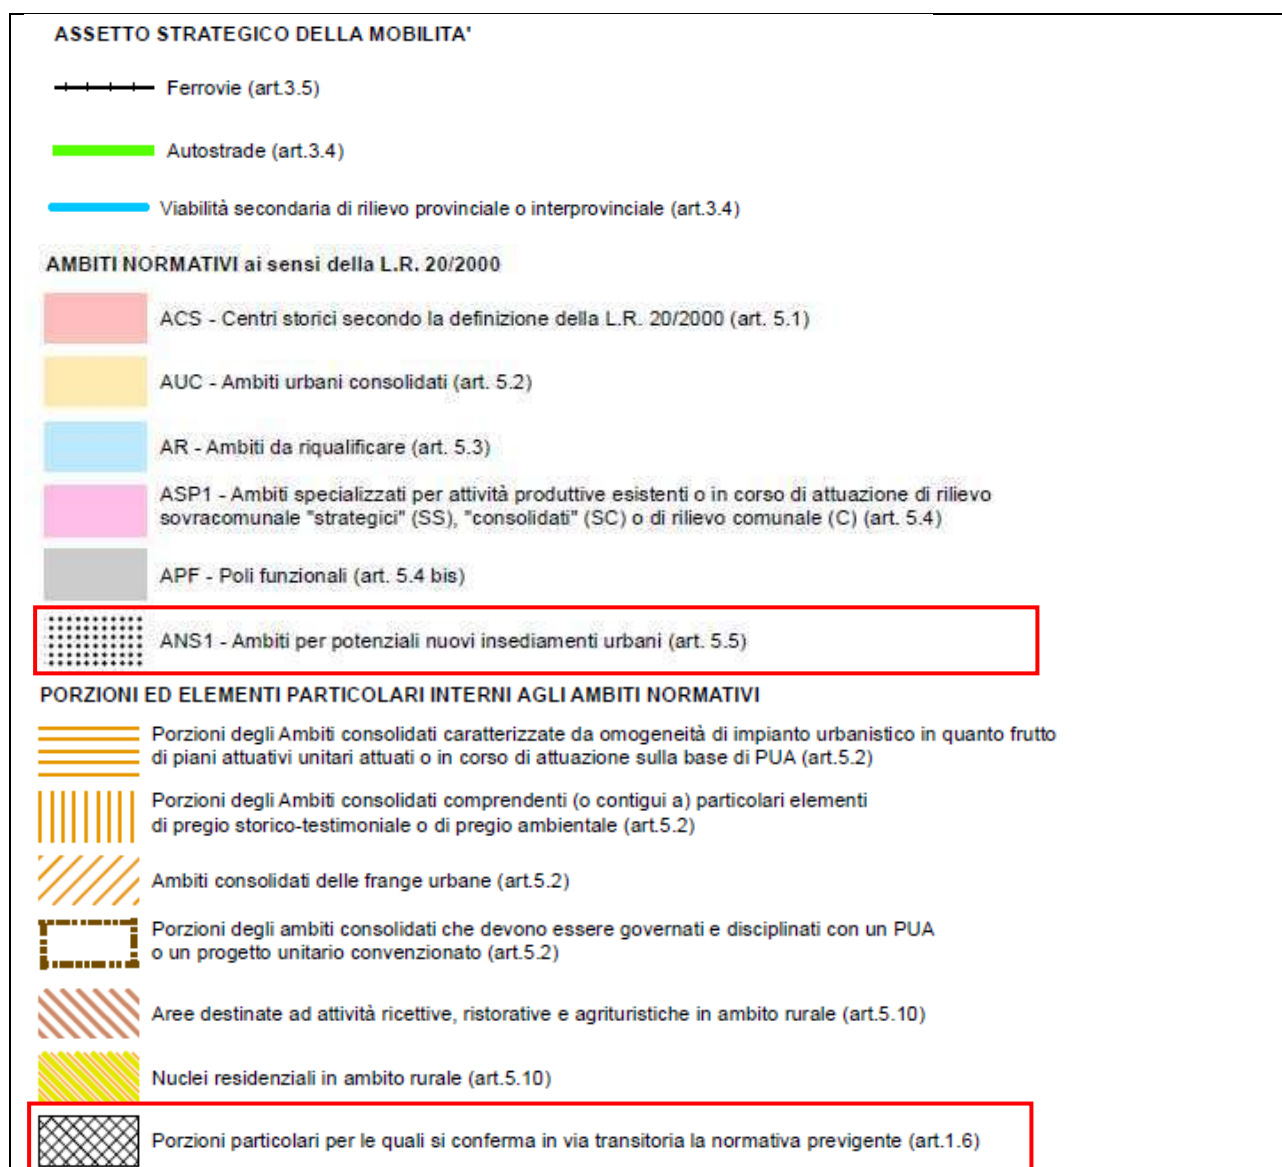 ASSETTO STRATEGICO DELLA MOBILITA'
Ferrovie (art.3.5)
Autostrade (art.3.4)
Viabilità secondaria di rilievo provinciale o interprovinciale (art.3.4)
AMBITI NORMATIVI ai sensi della L.R. 20/2000
ACS - Centri storici secondo la definizione della L.R. 20/2000 (art. 5.1)
AUC - Ambiti urbani consolidati (art. 5.2)
AR - Ambiti da riqualificare (art. 5.3)
ASP1 - Ambiti specializzati per attività produttive esistenti o in corso di attuazione di rilievo
sovracomunale "strategici" (SS), "consolidati" (SC) o di rilievo comunale (C) (art. 5.4)
APF - Poli funzionali (art. 5.4 bis)
ANS1 - Ambiti per potenziali nuovi insediamenti urbani (art. 5.5)
PORZIONI ED ELEMENTI PARTICOLARI INTERNI AGLI AMBITI NORMATIVI
Porzioni degli Ambiti consolidati caratterizzate da omogeneità di impianto urbanistico in quanto frutto
di piani attuativi unitari attuati o in corso di attuazione sulla base di PUA (art.5.2)
Porzioni degli Ambiti consolidati comprendenti (o contigui a) particolari elementi
di pregio storico-testimoniale o di pregio ambientale (art.5.2)
Ambiti consolidati delle frange urbane (art.5.2)
Porzioni degli ambiti consolidati che devono essere governati e disciplinati con un PUA
o un progetto unitario convenzionato (art.5.2)
Aree destinate ad attività ricettive, ristorative e agrituristiche in ambito rurale (art.5.10)
Nuclei residenziali in ambito rurale (art.5.10)
Porzioni particolari per le quali si conferma in via transitoria la normativa previgente (art.1.6)